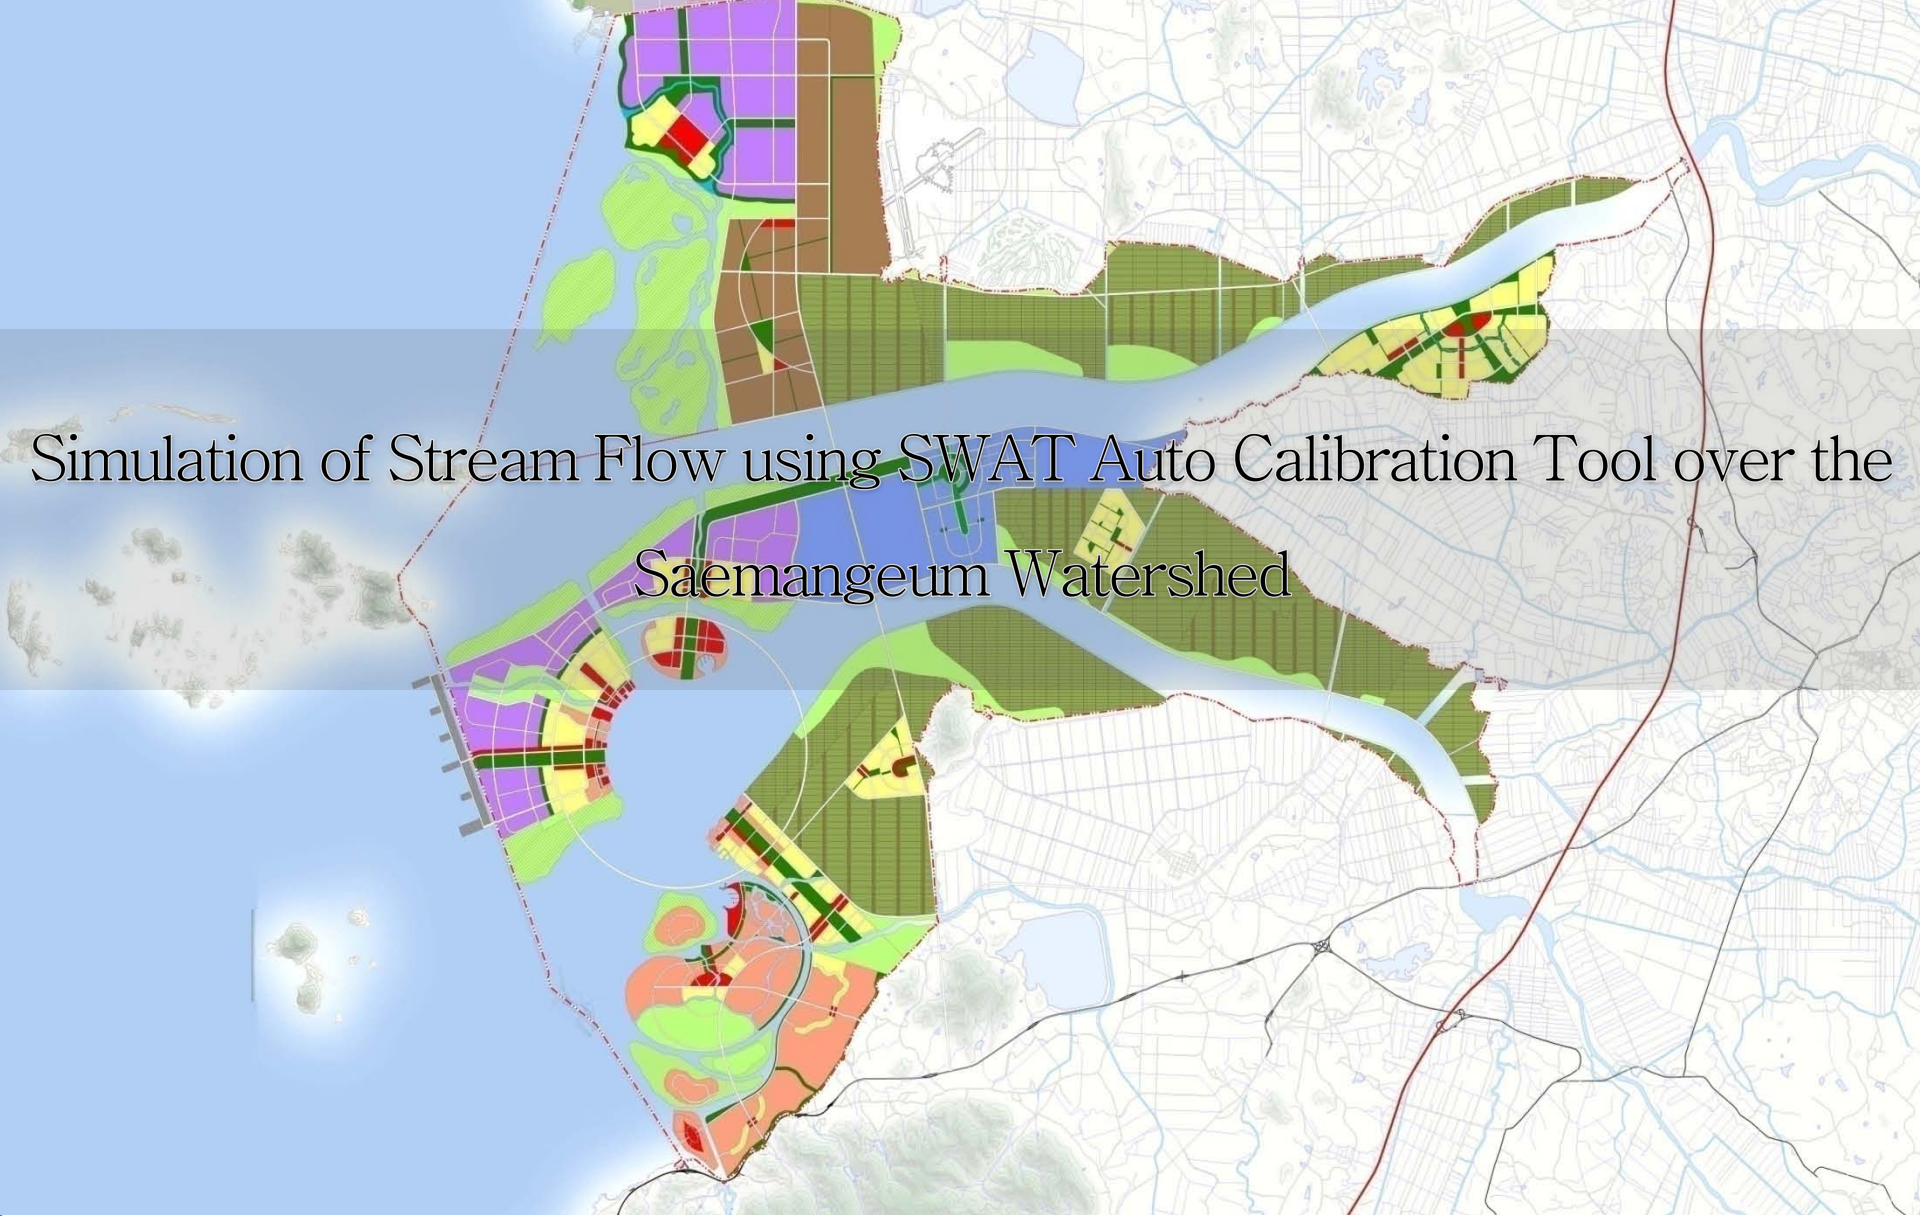 Simulation of Stream Flow using SWAT Auto Calibration Tool over the
Saemangeum Watershed